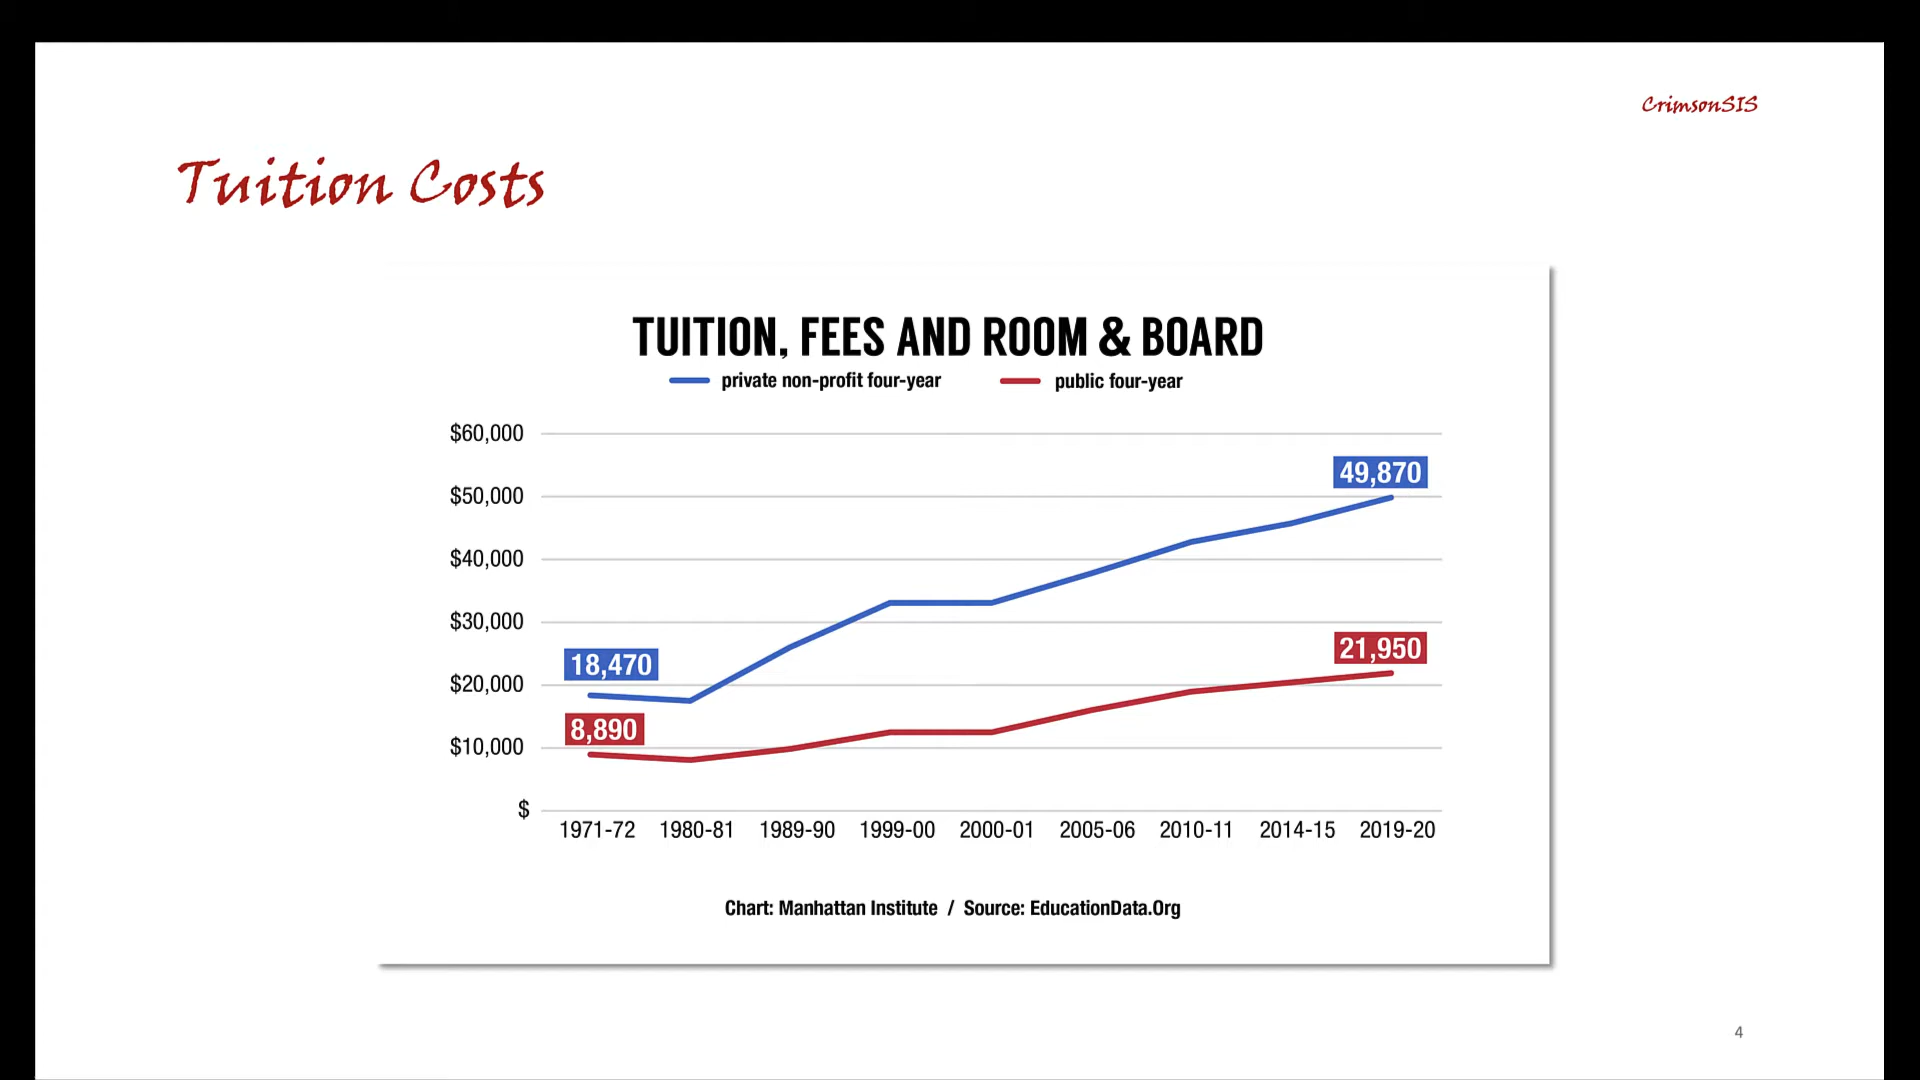 CrimsonSIS
Tuition Costs
TUITION, FEES AND ROOM & BOARD
private non-profit four-year public four-year
$60,000
49,870
$50,000
$40,000
$30,000
21,950
18,470
$20,000
8,890
$10,000
$
1971-72 1980-81 1989-90 1999-00 2000-01 2005-06 2010-11 2014-15 2019-20
Chart: Manhattan Institute / Source: EducationData.Org
4